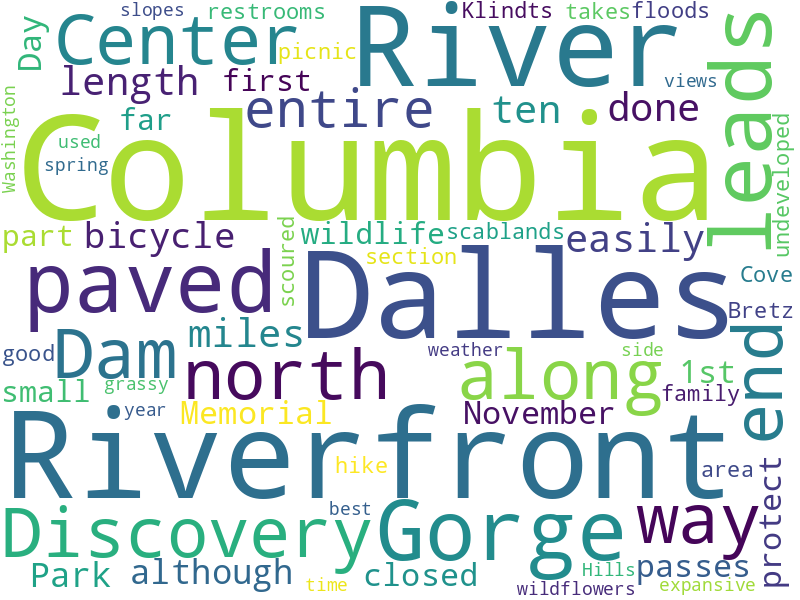 slopes restrooms Klindts takes floods
Day Center picnic River leads
length first views
Washington far entire ten done
used Columbia undeveloped
spring
part bicycle scoured wildlife scablands easily
paved section Dalles Cove
Bretz
Dam miles weather side end
good north along 1st
small grassy family
year Memorial November
Riverfront
hike area protect
best
Discovery Gorge way
Park although closed Hills passes
time wildflowers expansive